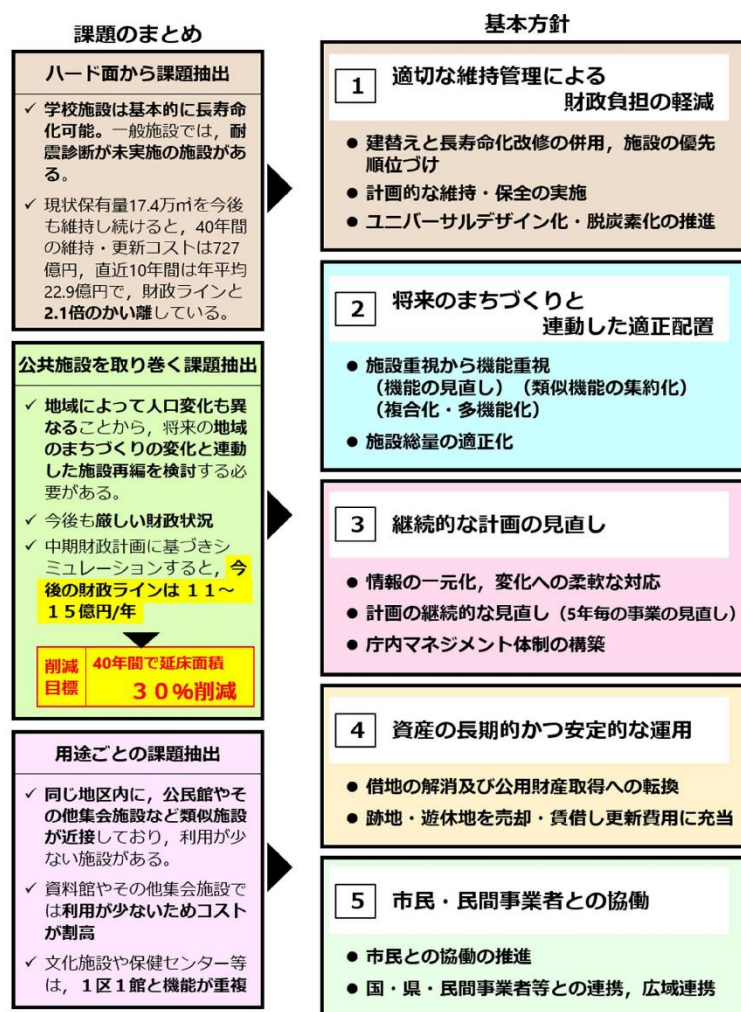 課題のまとめ
ハード面から課題抽出
✓ 学校施設は基本的に長寿命
化可能。一般施設では，耐
震診断が未実施の施設があ
る。
✓ 現状保有量17.4万㎡を今後
も維持し続けると，40年間
の維持・更新コストは727
億円，直近10年間は年平均
22.9億円で，財政ラインと
2.1倍のかい離している。
公共施設を取り巻く課題抽出
✓ 地域によって人口変化も異
なることから，将来の地域
のまちづくりの変化と連動
した施設再編を検討する必
要がある。
✓ 今後も厳しい財政状況
✓ 中期財政計画に基づきシ
ミュレーションすると，今
後の財政ラインは １１～
１５億円/年
削減
目標
40年間で延床面積
３０%削減
用途ごとの課題抽出
✓ 同じ地区内に，公民館やそ
の他集会施設など類似施設
が近接しており，利用が少
ない施設がある。
✓ 資料館やその他集会施設で
は利用が少ないためコスト
が割高
✓ 文化施設や保健センター等
は，１区１館と機能が重複
基本方針
1 適切な維持管理による
財政負担の軽減
● 建替えと長寿命化改修の併用，施設の優先
順位づけ
● 計画的な維持・保全の実施
● ユニバーサルデザイン化・脱炭素化の推進
2 将来のまちづくりと
連動した適正配置
● 施設重視から機能重視
（機能の見直し）（類似機能の集約化）
（複合化・多機能化）
● 施設総量の適正化
3 継続的な計画の見直し
● 情報の一元化，変化への柔軟な対応
● 計画の継続的な見直し（5年毎の事業の見直し）
● 庁内マネジメント体制の構築
4 資産の長期的かつ安定的な運用
● 借地の解消及び公用財産取得への転換
● 跡地・遊休地を売却・賃借し更新費用に充当
5 市民・民間事業者との協働
● 市民との協働の推進
● 国・県・民間事業者等との連携，広域連携